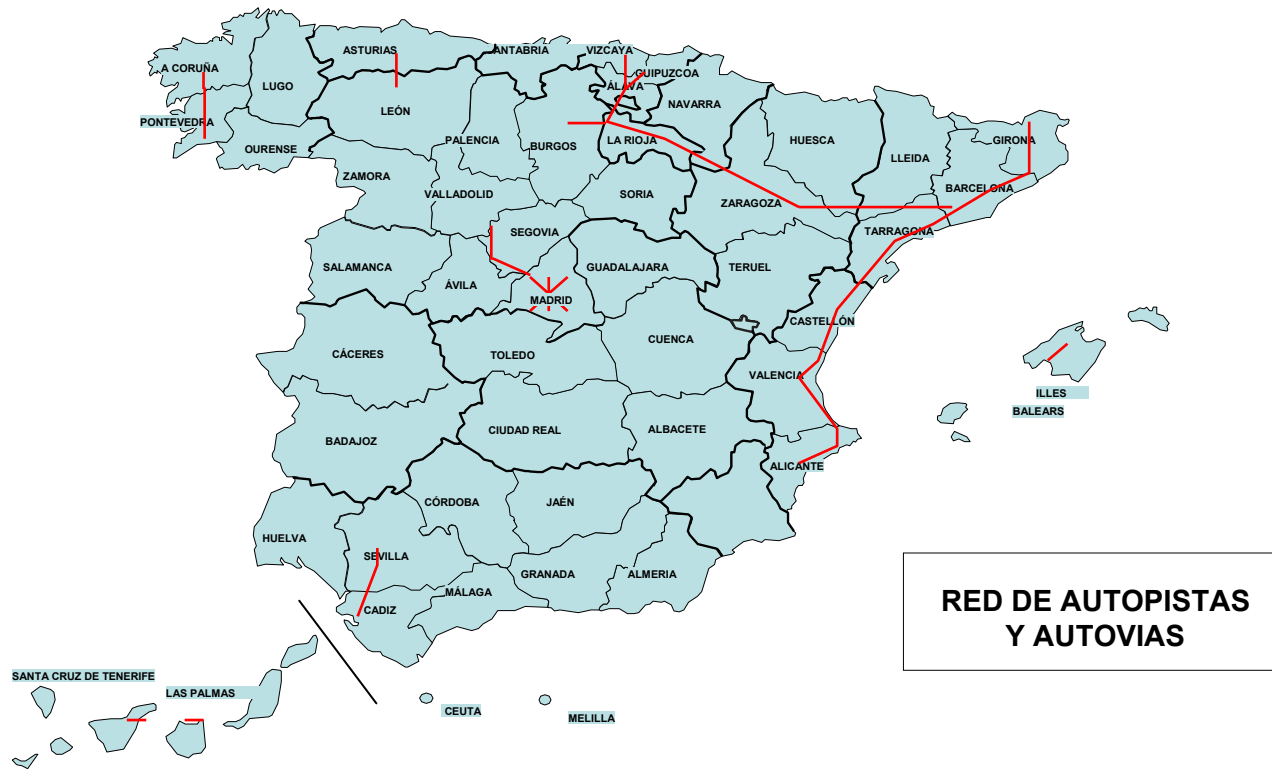 ASTURIAS
ANTABRIA
VIZCAYA
A CORUÑA
GUIPUZCOA
LUGO
ÁLAVA
NAVARRA
LEÓN
PONTEVEDRA
PALENCIA
BURGOS
LA RIOJA
HUESCA
GIRONA
OURENSE
LLEIDA
ZAMORA
VALLADOLID
SORIA
BARCELONA
ZARAGOZA
SEGOVIA
TARRAGONA
SALAMANCA
GUADALAJARA
TERUEL
ÁVILA
MADRID
CASTELLÓN
CÁCERES
TOLEDO
CUENCA
VALENCIA
ILLES
BALEARS
BADAJOZ
CIUDAD REAL
ALBACETE
ALICANTE
CÓRDOBA
JAÉN
HUELVA
SEVILLA
GRANADA
ALMERIA
MÁLAGA
CADIZ
RED DE AUTOPISTAS
Y AUTOVIAS
SANTA CRUZ DE TENERIFE
LAS PALMAS
CEUTA
MELILLA